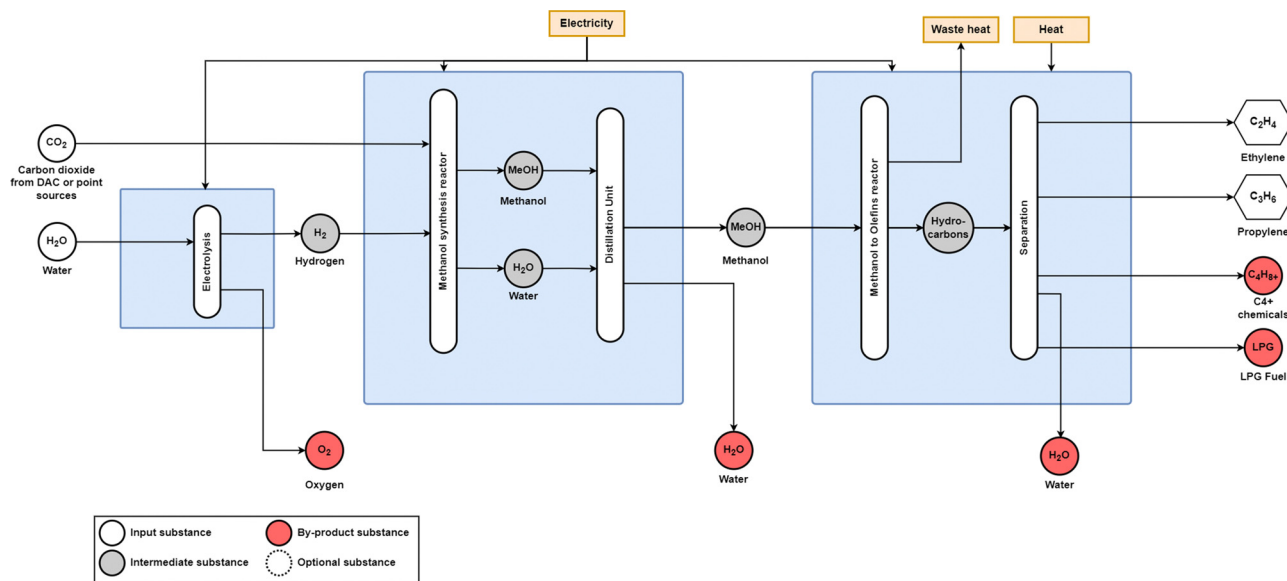 Electricity
Waste heat
Heat
CO₂
Carbon dioxide
from DAC or point
sources
H₂O
Water
Electrolysis
H₂
Hydrogen
O₂
Oxygen
Methanol synthesis reactor
MeOH
Methanol
H₂O
Water
Distillation Unit
MeOH
Methanol
H₂O
Water
Methanol to Olefins reactor
Hydro-
carbons
Separation
C₂H₄
Ethylene
C₃H₆
Propylene
C₄H₈₊
C4+
chemicals
LPG
LPG Fuel
H₂O
Water
Input substance
By-product substance
Intermediate substance
Optional substance